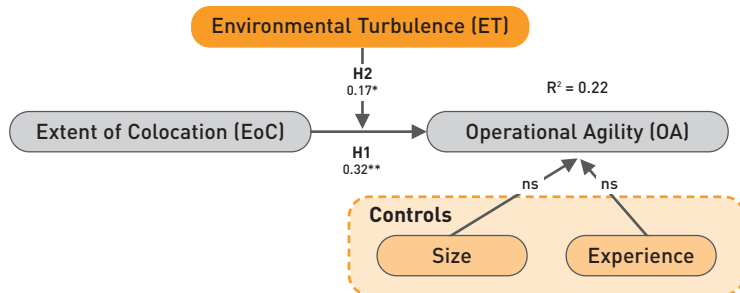 Environmental Turbulence (ET)
H2
0.17*
R² = 0.22
Extent of Colocation (EoC)
Operational Agility (OA)
H1
0.32**
ns
ns
Controls
Size
Experience